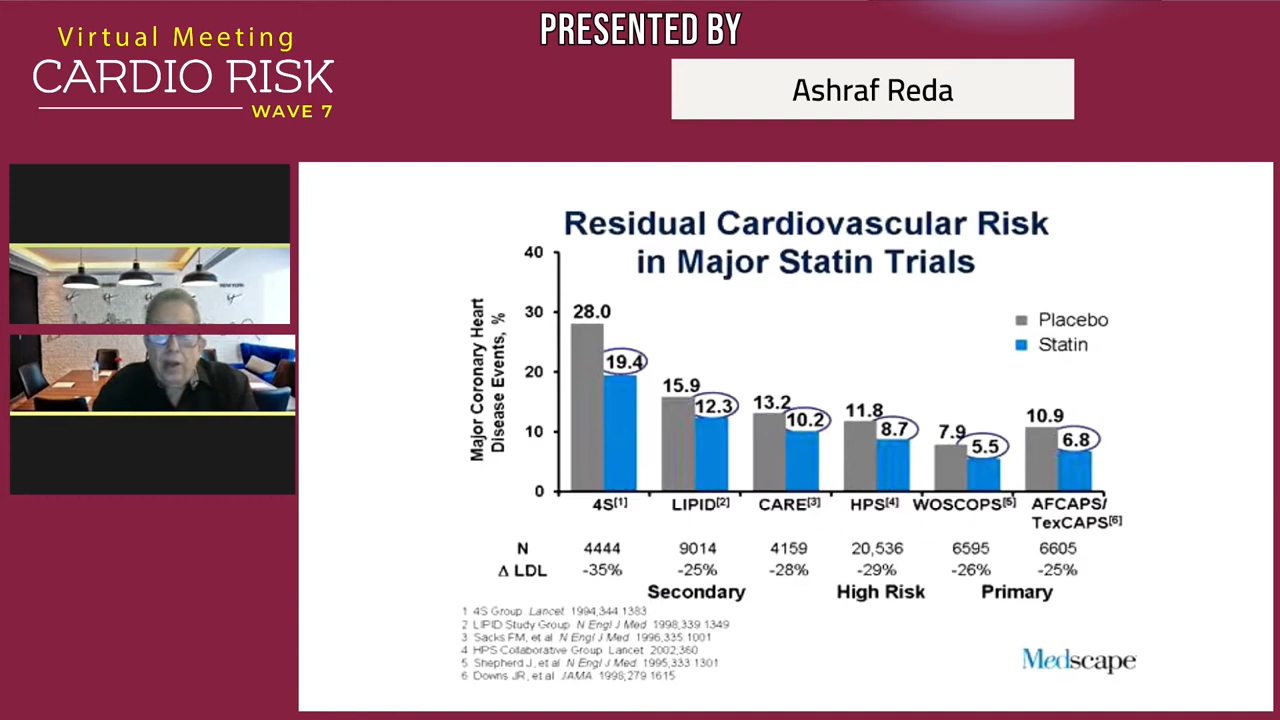 Virtual Meeting
CARDIO RISK
WAVE 7
PRESENTED BY
Ashraf Reda
Residual Cardiovascular Risk
in Major Statin Trials
Major Coronary Heart
Disease Events, %
40
30
20
10
0
28.0
19.4
15.9
12.3
13.2
10.2
11.8
8.7
7.9
5.5
10.9
6.8
Placebo
Statin
4S[1] LIPID[2] CARE[3] HPS[4] WOSCOPS[5] AFCAPS/
TexCAPS[6]
N 4444 9014 4159 20,536 6595 6605
Δ LDL -35% -25% -28% -29% -26% -25%
Secondary High Risk Primary
1 4S Group. Lancet 1994,344 1383
2 LIPID Study Group N Engl J Med 1998,339 1349
3 Sacks FM, et al N Engl J Med 1996,335 1001
4 HPS Collaborative Group. Lancet 2002,360
5 Shepherd J, et al N Engl J Med 1995,333 1301
6 Downs JR, et al JAMA 1998;279 1615
Medscape